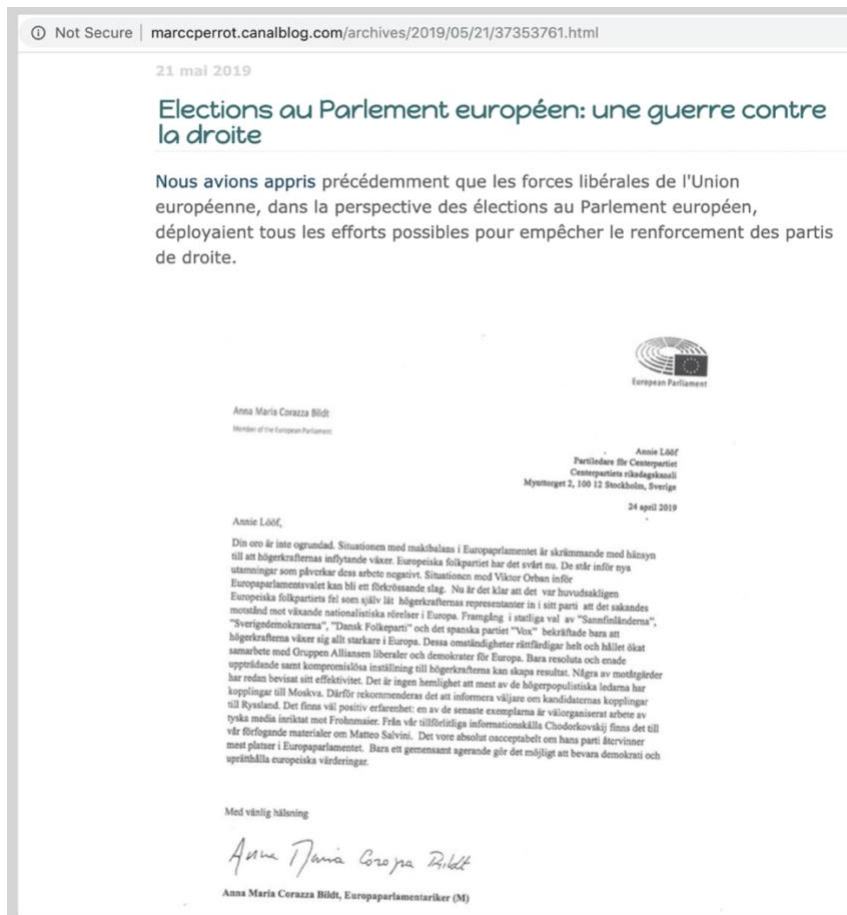 Not Secure | marccperrot.canalblog.com/archives/2019/05/21/37353761.html
21 mai 2019
Elections au Parlement européen: une guerre contre
la droite
Nous avions appris précédemment que les forces libérales de l'Union
européenne, dans la perspective des élections au Parlement européen,
déployaient tous les efforts possibles pour empêcher le renforcement des partis
de droite.
European Parliament
Anna Maria Corazza Bildt
Member of the European Parliament
Annie Lööf
Partiledare för Centerpartiet
Centerpartiets riksdagskansli
Mynttorget 2, 100 12 Stockholm, Sverige
24 april 2019
Annie Lööf,
Din oro är inte ogrundad. Situationen med maktbalans i Europaprlamentet är skrämmande med hänsyn
till att högerkrafternas inflytande växer. Europeiska folkpartiet har det svårt nu. De står inför nya
utamningar som påverkar dess arbete negativt. Situationen med Viktor Orban inför
Europaparlamentsvalet kan bli ett förkrössande slag. Nu är det klar att det var huvudsakligen
Europeiska folkpartiets fel som själv lät högerkrafternas representanter in i sitt parti att det sakandes
motstånd mot växande nationalistiska rörelser i Europa. Framgång i statliga val av "Sannfinländerna",
"Sverigedemokraterna", "Dansk Folkeparti" och det spanska partiet "Vox" bekräftade bara att
högerkrafterna växer sig allt starkare i Europa. Dessa omständigheter rättfärdigar helt och hållet ökat
samarbete med Gruppen Alliansen liberaler och demokrater för Europa. Bara resoluta och enade
uppträdande samt kompromislösa inställning till högerkrafterna kan skapa resultat. Några av motåtgärder
har redan bevisat sitt effektivitet. Det är ingen hemlighet att mest av de högerpopulistiska ledarna har
kopplingar till Moskva. Därför rekommenderas det att informera väljare om kandidaternas kopplingar
till Ryssland. Det finns väl positiv erfarenhet: en av de senaste exemplarna är välorganiserat arbete av
tyska media inriktat mot Frohnmaier. Från vår tillförlitliga informationskälla Chodorkovskij finns det till
vår förfogande materialer om Matteo Salvini. Det vore absolut oacceptabelt om hans parti återvinner
mest platser i Europaparlamentet. Bara ett gemensamt agerande gör det möjligt att bevara demokrati och
upräthålla europeiska värderingar.
Med vänlig hälsning
Anna Maria Corazza Bildt
Anna Maria Corazza Bildt, Europaparlamentariker (M)